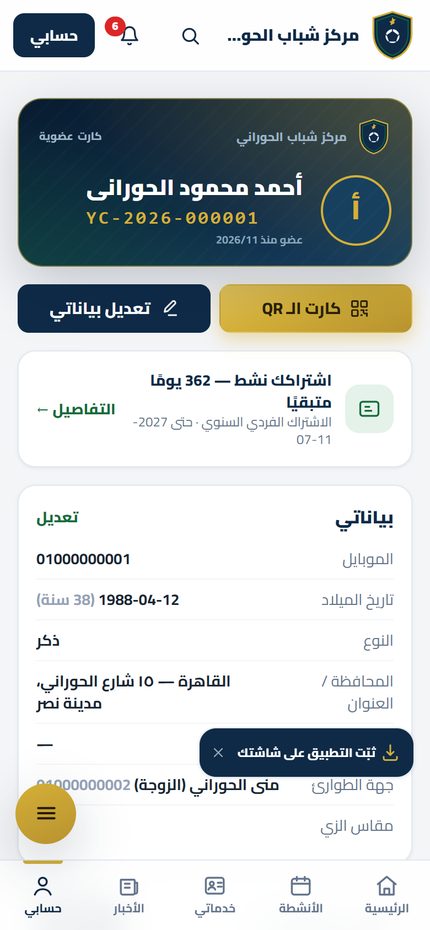 مركز شباب الحو...
6
حسابي
مركز شباب الحوراني
كارت عضوية
أ
أحمد محمود الحورانى
YC-2026-000001
عضو منذ 2026/11
كارت الـ QR
تعديل بياناتي
اشتراكك نشط — 362 يومًا
متبقيًا
الاشتراك الفردي السنوي · حتى 2027-
07-11
التفاصيل ←
بياناتي
تعديل
الموبايل
01000000001
تاريخ الميلاد
1988-04-12 (38 سنة)
النوع
ذكر
المحافظة /
العنوان
القاهرة — ١٥ شارع الحوراني،
مدينة نصر
—
ثبّت التطبيق على شاشتك ×
جهة الطوارئ
منى الحوراني (الزوجة) 01000000002
مقاس الزي
الرئيسية
الأنشطة
خدماتي
الأخبار
حسابي